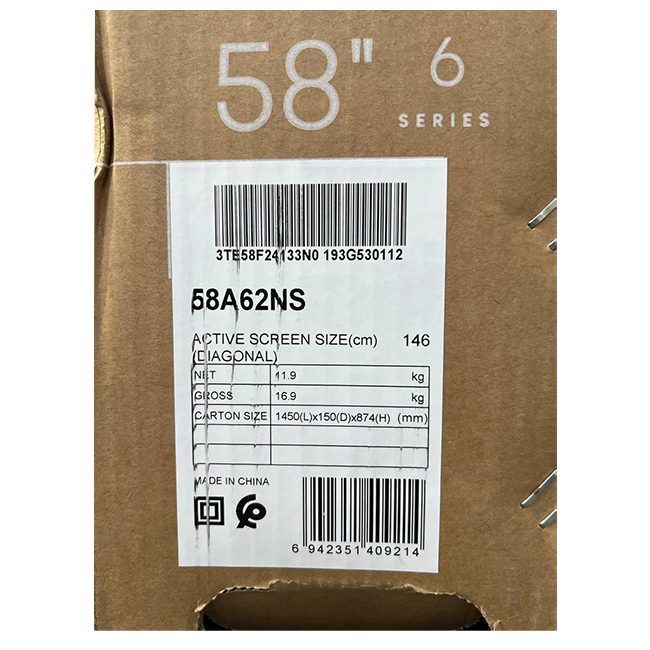 58" 6
SERIES
3TE58F24133N0 193G530112
58A62NS
ACTIVE SCREEN SIZE(cm) 146
(DIAGONAL)
NET 11.9 kg
GROSS 16.9 kg
CARTON SIZE 1450(L)x150(D)x874(H) (mm)
MADE IN CHINA
6 942351 409214